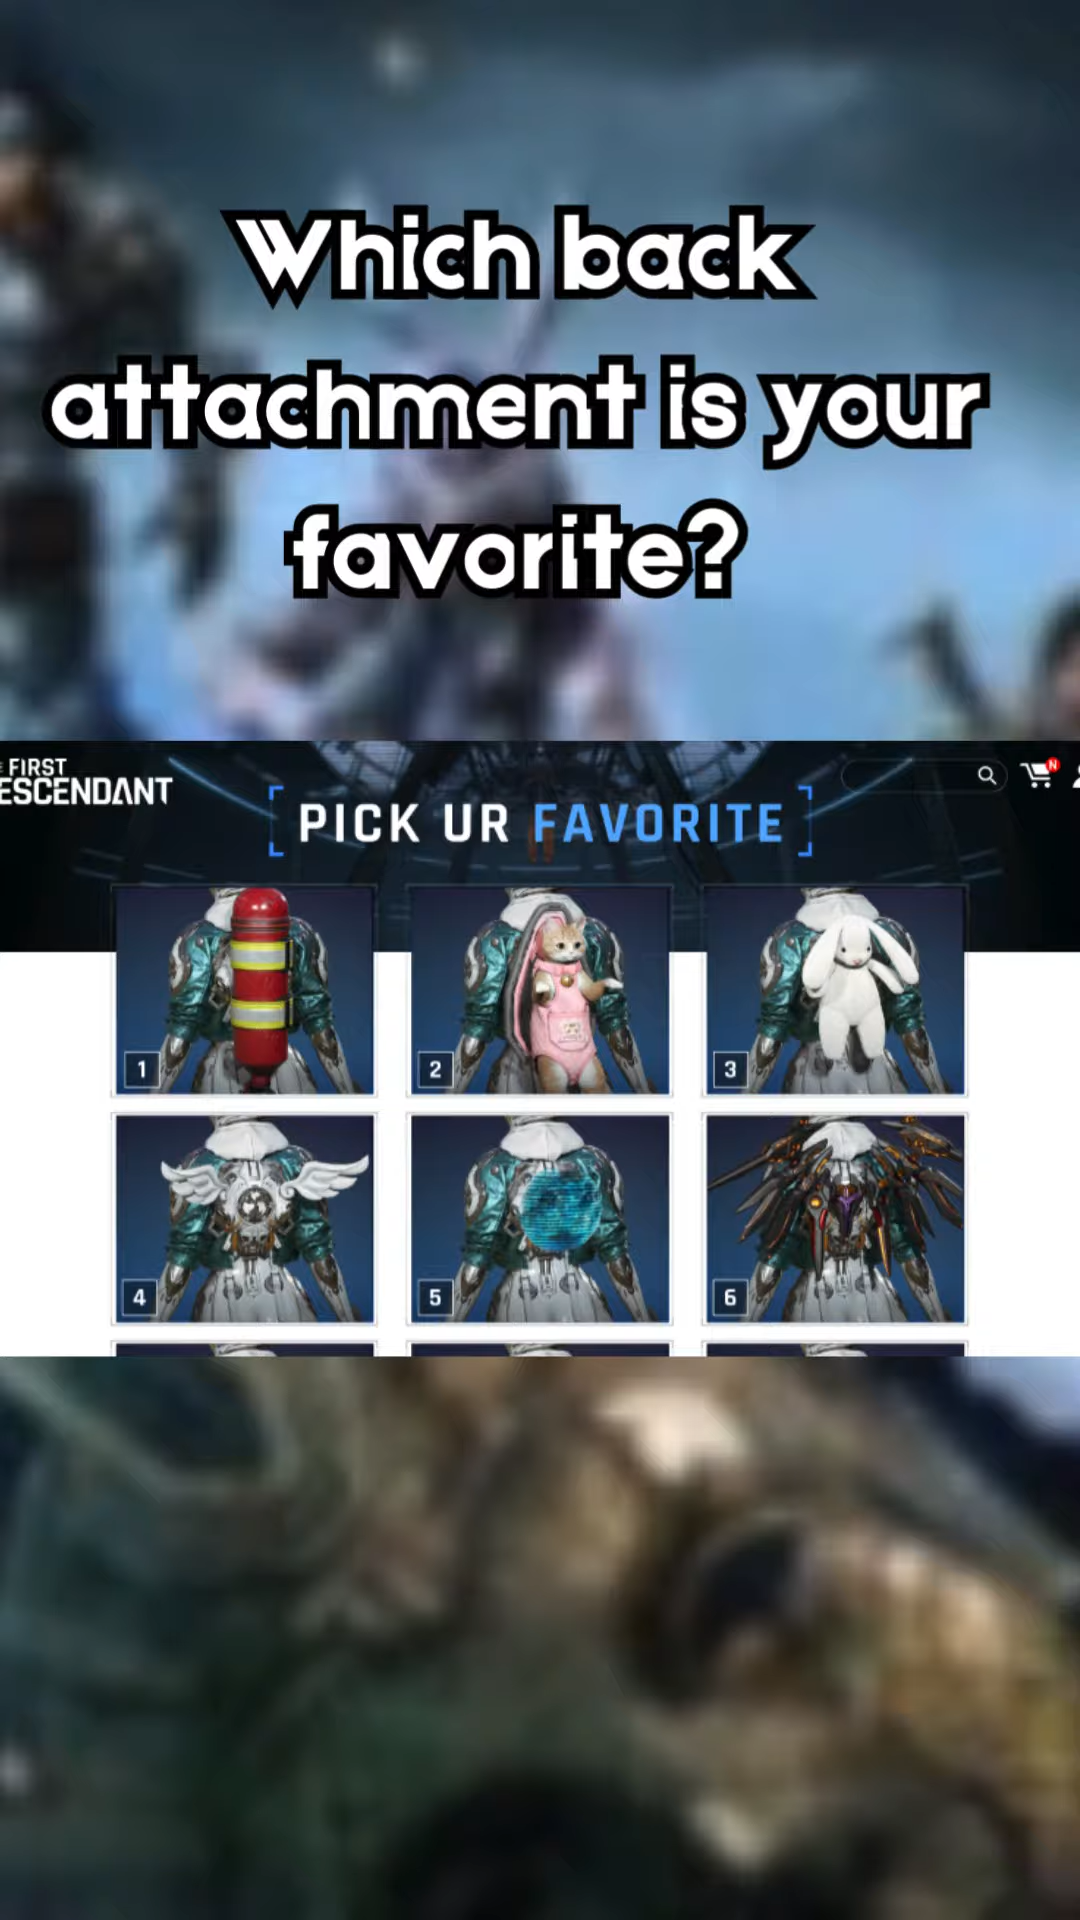 Which back
attachment is your
favorite?
FIRST
ESCENDANT
N
PICK UR FAVORITE
1
2
3
4
5
6